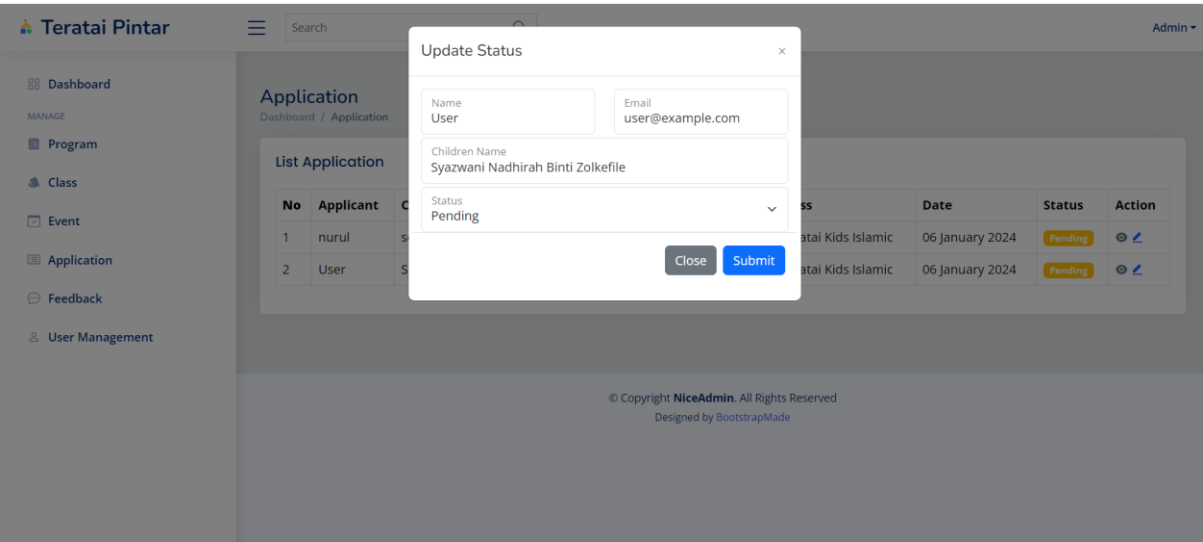 Teratai Pintar
Search
Admin
Update Status
×
Name
User
Email
user@example.com
Children Name
Syazwani Nadhirah Binti Zolkefile
Status
Pending
Close
Submit
Dashboard
MANAGE
Program
Class
Event
Application
Feedback
User Management
Application
Dashboard / Application
List Application
No Applicant Date Status Action
1 nurul Kids Islamic 06 January 2024 Pending
2 User Kids Islamic 06 January 2024 Pending
© Copyright NiceAdmin. All Rights Reserved
Designed by BootstrapMade